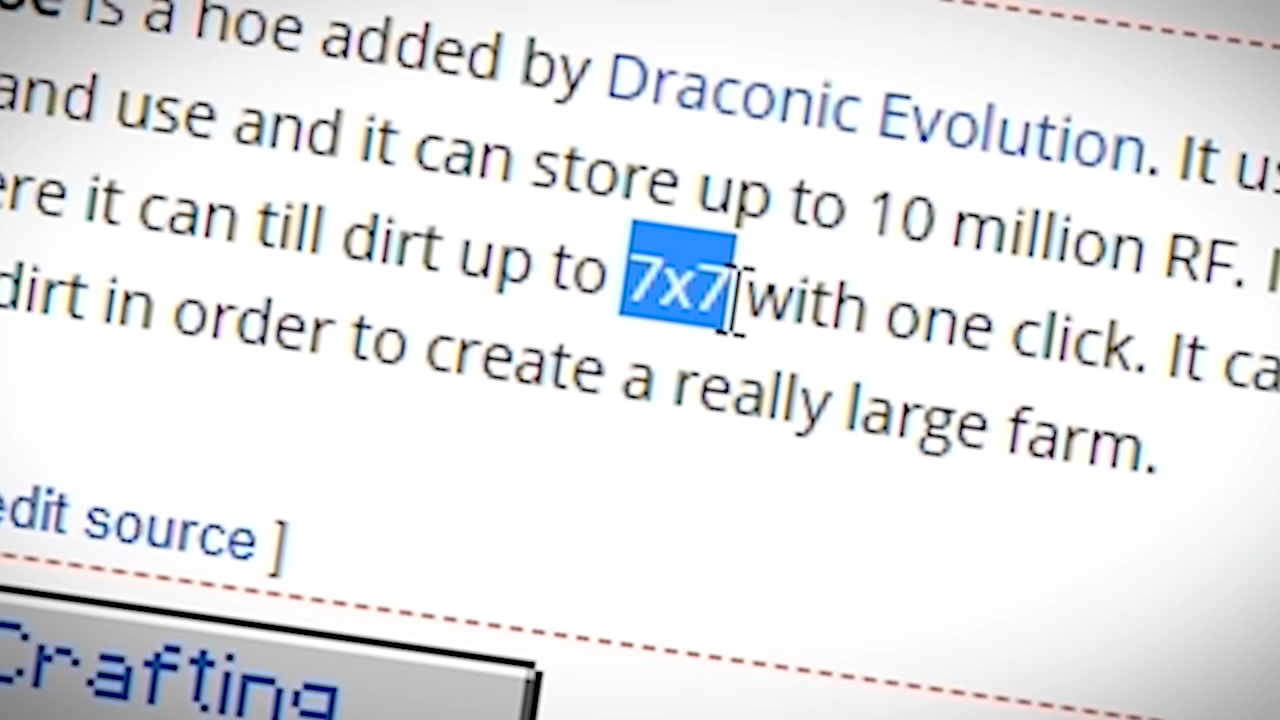 is a hoe added by Draconic Evolution. It
and use and it can store up to 10 million RF.
it can till dirt up to 7x7 with one click. It
dirt in order to create a really large farm.
edit source ]
Crafting